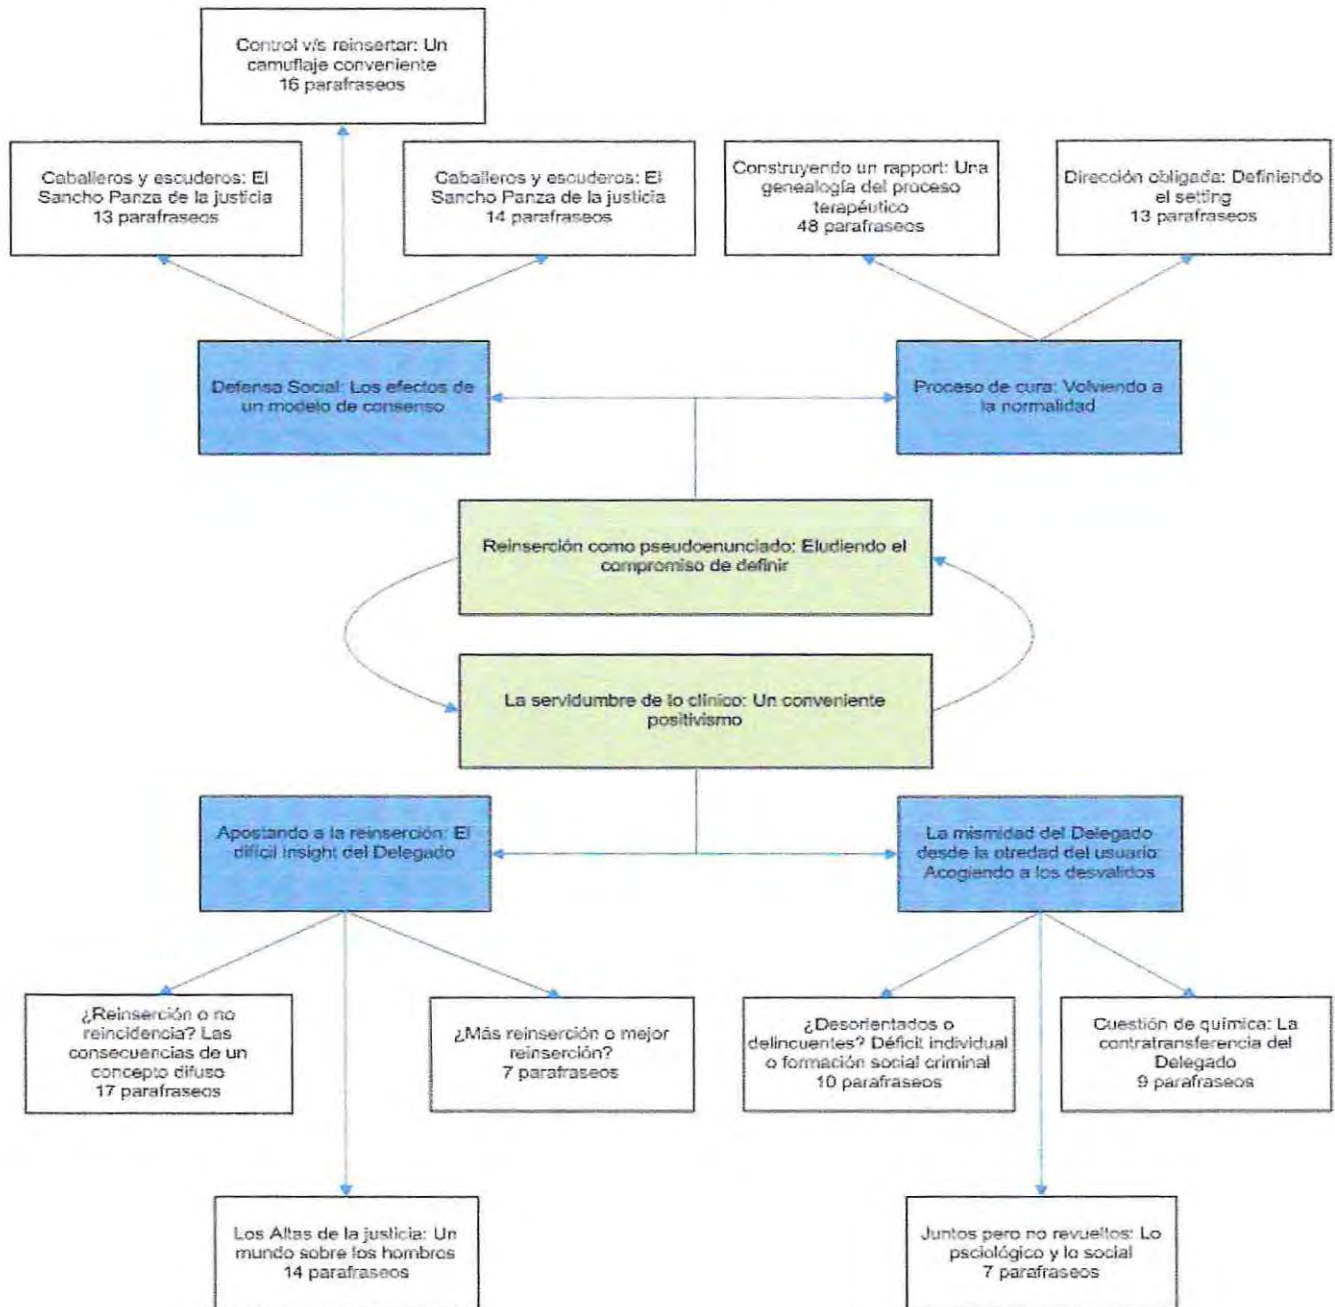 Control v/s reinsertar: Un
camuflaje conveniente
16 parafraseos
Caballeros y escuderos: El
Sancho Panza de la justicia
13 parafraseos
Caballeros y escuderos: El
Sancho Panza de la justicia
14 parafraseos
Construyendo un rapport: Una
genealogía del proceso
terapéutico
48 parafraseos
Dirección obligada: Definiendo
el setting
13 parafraseos
Defensa Social: Los efectos de
un modelo de consenso
Proceso de cura: Volviendo a
la normalidad
Reinserción como pseudoenunciado: Eludiendo el
compromiso de definir
La servidumbre de lo clínico: Un conveniente
positivismo
Apostando a la reinserción: El
difícil Insight del Delegado
La mismidad del Delegado
desde la otredad del usuario:
Acogiendo a los desvalidos
¿Reinserción o no
reincidencia? Las
consecuencias de un
concepto difuso
17 parafraseos
¿Más reinserción o mejor
reinserción?
7 parafraseos
¿Desorientados o
delincuentes? Déficit individual
o formación social criminal
10 parafraseos
Cuestión de química: La
contratransferencia del
Delegado
9 parafraseos
Los Altas de la justicia: Un
mundo sobre los hombros
14 parafraseos
Juntos pero no revueltos: Lo
psciológico y lo social
7 parafraseos